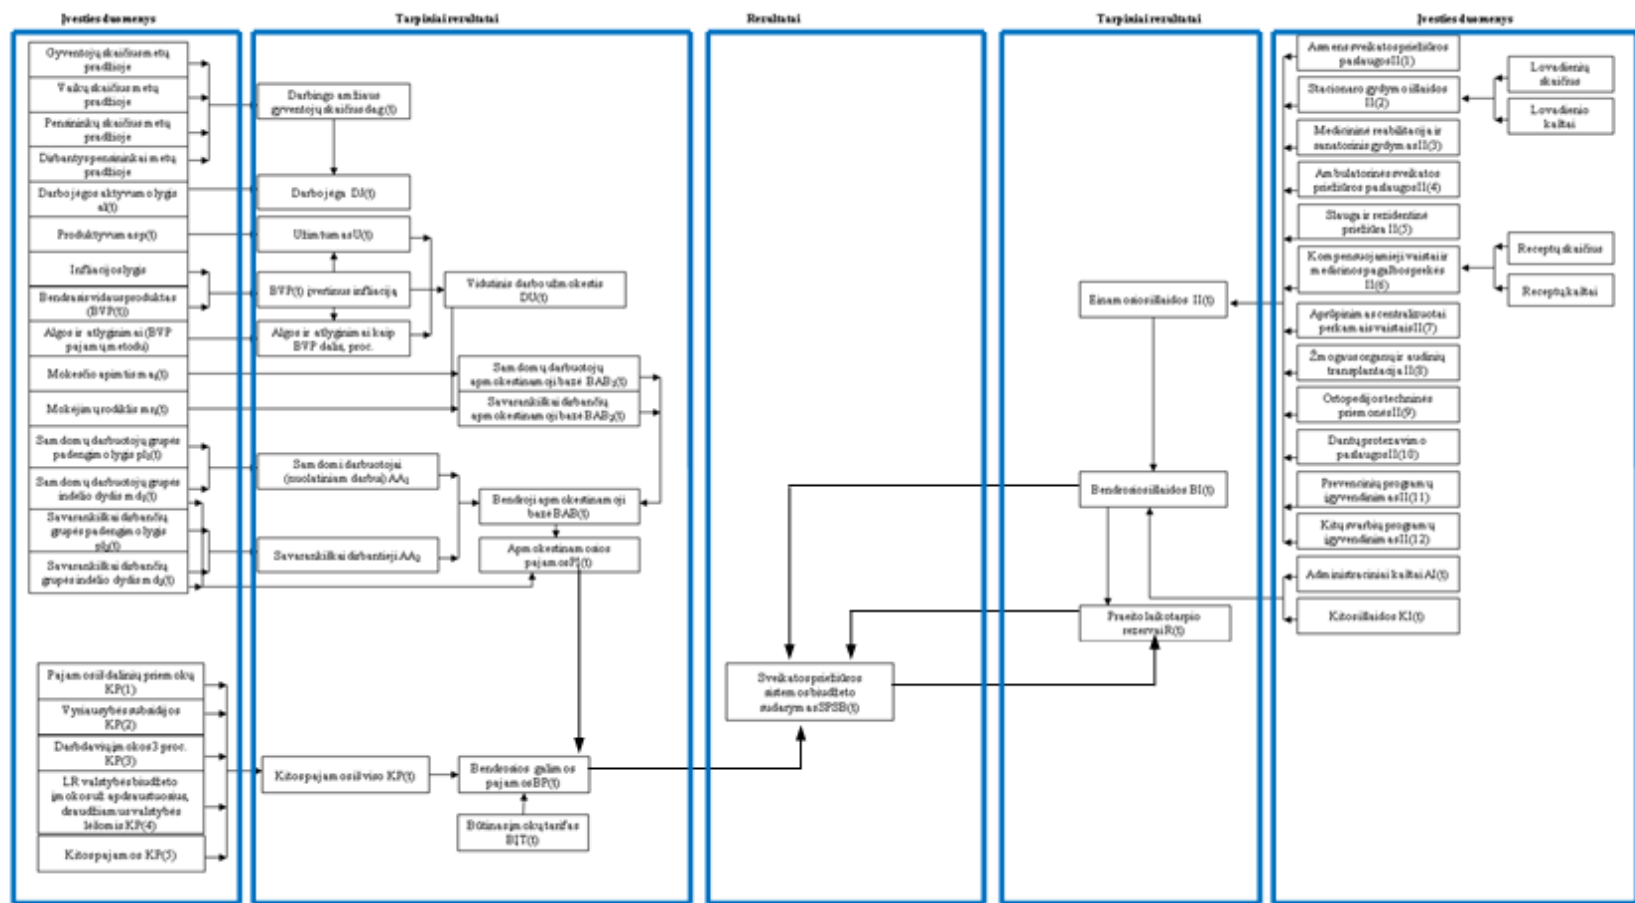 Įvesties duomenys
Tarpiniai rezultatai
Rezultatai
Tarpiniai rezultatai
Įvesties duomenys
Gyventojų skaičius metų
pradžioje
Vaikų skaičius metų
pradžioje
Pensininkų skaičius metų
pradžioje
Dirbantys pensininkai metų
pradžioje
Darbo jėgos aktyvumo lygis
al(t)
Produktyvumas p(t)
Infliacijos lygis
Bendrasis vidaus produktas
(BVP(t))
Algos ir atlyginimai (BVP
pajamų metodu)
Mokesčio apimtis
Mokėjimų rodiklis
Samdomų darbuotojų grupės
padengimo lygis pl₁(t)
Samdomų darbuotojų grupės
indėlio dydis md₁(t)
Savarankiškai dirbančių
grupės padengimo lygis
pl₂(t)
Savarankiškai dirbančių
grupės indėlio dydis md₂(t)
Pajamos iš dalinių priemokų
KP(1)
Vyriausybės subsidijos
KP(2)
Darbdavių įmokos 3 proc.
KP(3)
LR valstybės biudžeto
įmokos už apdraustuosius,
draudžiamus valstybės
lėšomis KP(4)
Kitos pajamos KP(5)
Darbingo amžiaus
gyventojų skaičius dag(t)
Darbo jėga DJ(t)
Užimtumas U(t)
BVP(t) įvertinus infliaciją
Algos ir atlyginimai kaip
BVP dalis, proc.
Vidutinis darbo užmokestis
DU(t)
Samdomų darbuotojų
apmokestinamoji bazė
Savarankiškai dirbančių
apmokestinamoji bazė BAB₂(t)
Samdomi darbuotojai
(nuolatiniam darbui) AA₁
Bendroji apmokestinamoji
bazė BAB(t)
Savarankiškai dirbantieji AA₂
Apmokestinamosios
pajamos
Kitos pajamos iš viso KP(t)
Bendrosios galimos
pajamos BP(t)
Būtinas įmokų tarifas
BĮT(t)
Sveikatos priežiūros
sistemos biudžeto
sudarymas SPSB(t)
Einamosios išlaidos II(t)
Bendrosios išlaidos BI(t)
Praeito laikotarpio
rezervai R(t)
Asmens sveikatos priežiūros
paslaugos II(1)
Stacionaro gydymo išlaidos
II(2)
Medicininė reabilitacija ir
sanatorinis gydymas II(3)
Ambulatorinės sveikatos
priežiūros paslaugos II(4)
Slauga ir rezidentinė
priežiūra II(5)
Kompensuojamieji vaistai ir
medicinos pagalbos prekės
II(6)
Aprūpinimas centralizuotai
perkamais vaistais II(7)
Žmogaus organų ir audinių
transplantacija II(8)
Ortopedijos techninės
priemonės II(9)
Dantų protezavimo
paslaugos II(10)
Prevencinių programų
įgyvendinimas II(11)
Kitų svarbių programų
įgyvendinimas II(12)
Administraciniai kaštai AI(t)
Kitos išlaidos KI(t)
Lovadienių
skaičius
Lovadienio
kaštai
Receptų skaičius
Receptų kaštai